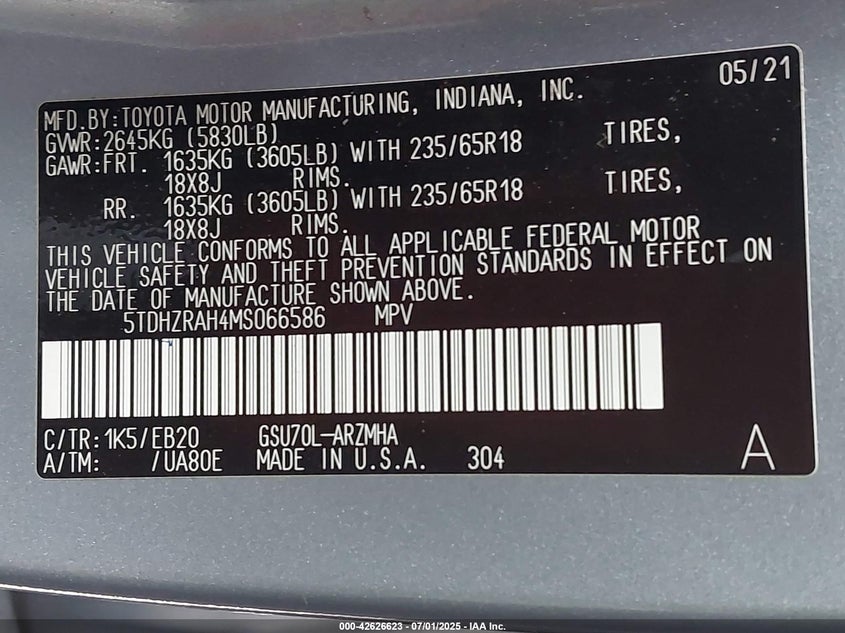 05/21
MFD.BY:TOYOTA MOTOR MANUFACTURING, INDIANA, INC.
GVWR:2645KG (5830LB)
GAWR:FRT. 1635KG (3605LB) WITH 235/65R18 TIRES,
18X8J RIMS.
RR. 1635KG (3605LB) WITH 235/65R18 TIRES,
18X8J RIMS.
THIS VEHICLE CONFORMS TO ALL APPLICABLE FEDERAL MOTOR
VEHICLE SAFETY AND THEFT PREVENTION STANDARDS IN EFFECT ON
THE DATE OF MANUFACTURE SHOWN ABOVE.
5TDHZRAH4MS066586 MPV
C/TR:1K5/EB20 GSU70L-ARZMHA
A/TM: /UA80E MADE IN U.S.A. 304 A
000-42626623 - 07/01/2025 - IAA Inc.